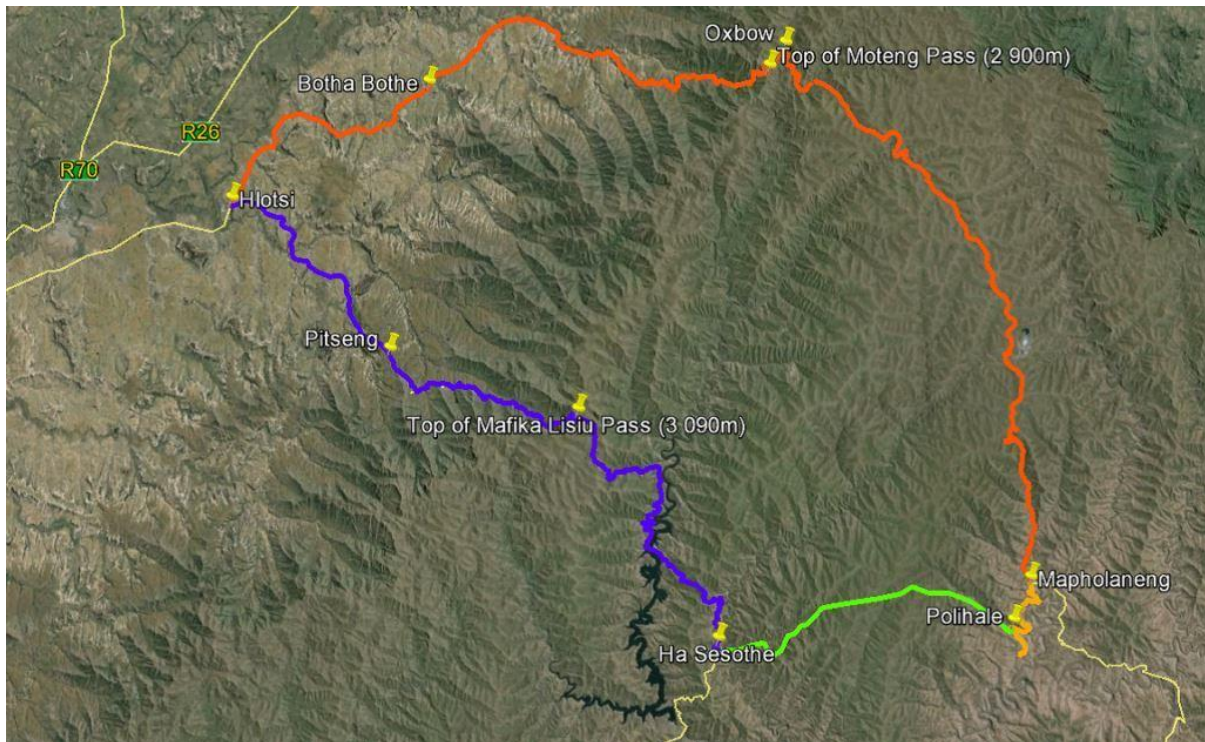 Oxbow
Top of Moteng Pass (2 900m)
Botha Bothe
R26
R70
Hlotsi
Pitseng
Top of Mafika Lisiu Pass (3 090m)
Mapholaneng
Polihale
Ha Sesothe